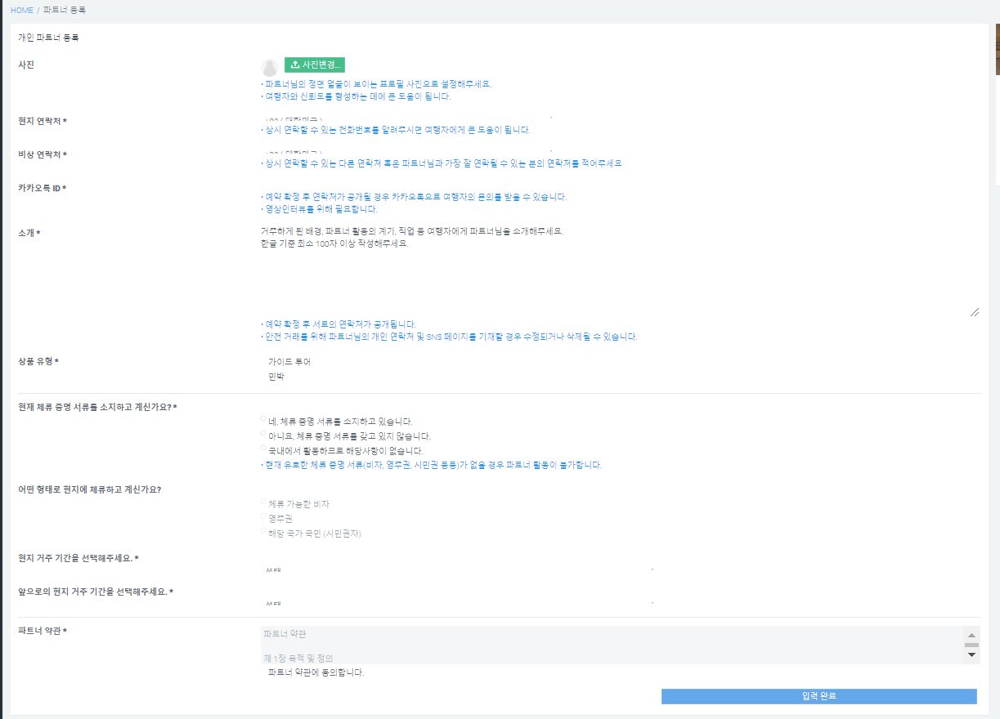 HOME / 파트너 등록
개인 파트너 등록
사진
사진변경...
• 파트너님의 정면 얼굴이 보이는 프로필 사진으로 설정해주세요.
• 여행자와 신뢰도를 형성하는 데에 큰 도움이 됩니다.
현지 연락처 *
• 상시 연락할 수 있는 전화번호를 알려주시면 여행자에게 큰 도움이 됩니다.
비상 연락처 *
• 상시 연락할 수 있는 다른 연락처 혹은 파트너님과 가장 잘 연락될 수 있는 분의 연락처를 적어주세요
카카오톡 ID *
• 예약 확정 후 연락처가 공개될 경우 카카오톡으로 여행자의 문의를 받을 수 있습니다.
• 영상인터뷰를 위해 필요합니다.
소개 *
거주하게 된 배경, 파트너 활동의 계기, 직업 등 여행자에게 파트너님을 소개해주세요.
한글 기준 최소 100자 이상 작성해주세요.
• 예약 확정 후 서로의 연락처가 공개됩니다.
• 안전 거래를 위해 파트너님의 개인 연락처 및 SNS 페이지를 기재할 경우 수정되거나 삭제될 수 있습니다.
상품 유형 *
가이드 투어
민박
현재 체류 증명 서류를 소지하고 계신가요? *
네, 체류 증명 서류를 소지하고 있습니다.
아니요, 체류 증명 서류를 갖고 있지 않습니다.
국내에서 활동하므로 해당사항이 없습니다.
• 현재 유효한 체류 증명 서류(비자, 영주권, 시민권 등등)가 없을 경우 파트너 활동이 불가합니다.
어떤 형태로 현지에 체류하고 계신가요?
체류 가능한 비자
영주권
해당 국가 국민 (시민권자)
현지 거주 기간을 선택해주세요. *
앞으로의 현지 거주 기간을 선택해주세요. *
파트너 약관 *
파트너 약관
제 1장 목적 및 정의
파트너 약관에 동의합니다.
입력 완료